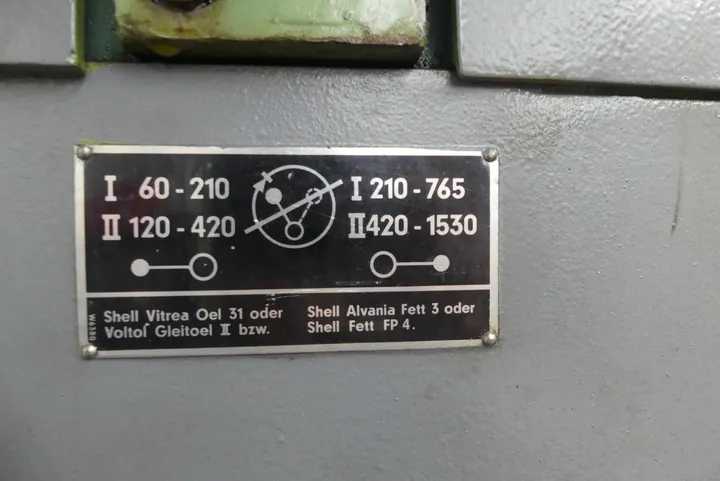 I 60 - 210
I 210 - 765
II 120 - 420
II 420 - 1530
Shell Vitrea Oel 31 oder
Voltol Gleitoel II bzw.
Shell Alvania Fett 3 oder
Shell Fett FP 4.
W6380